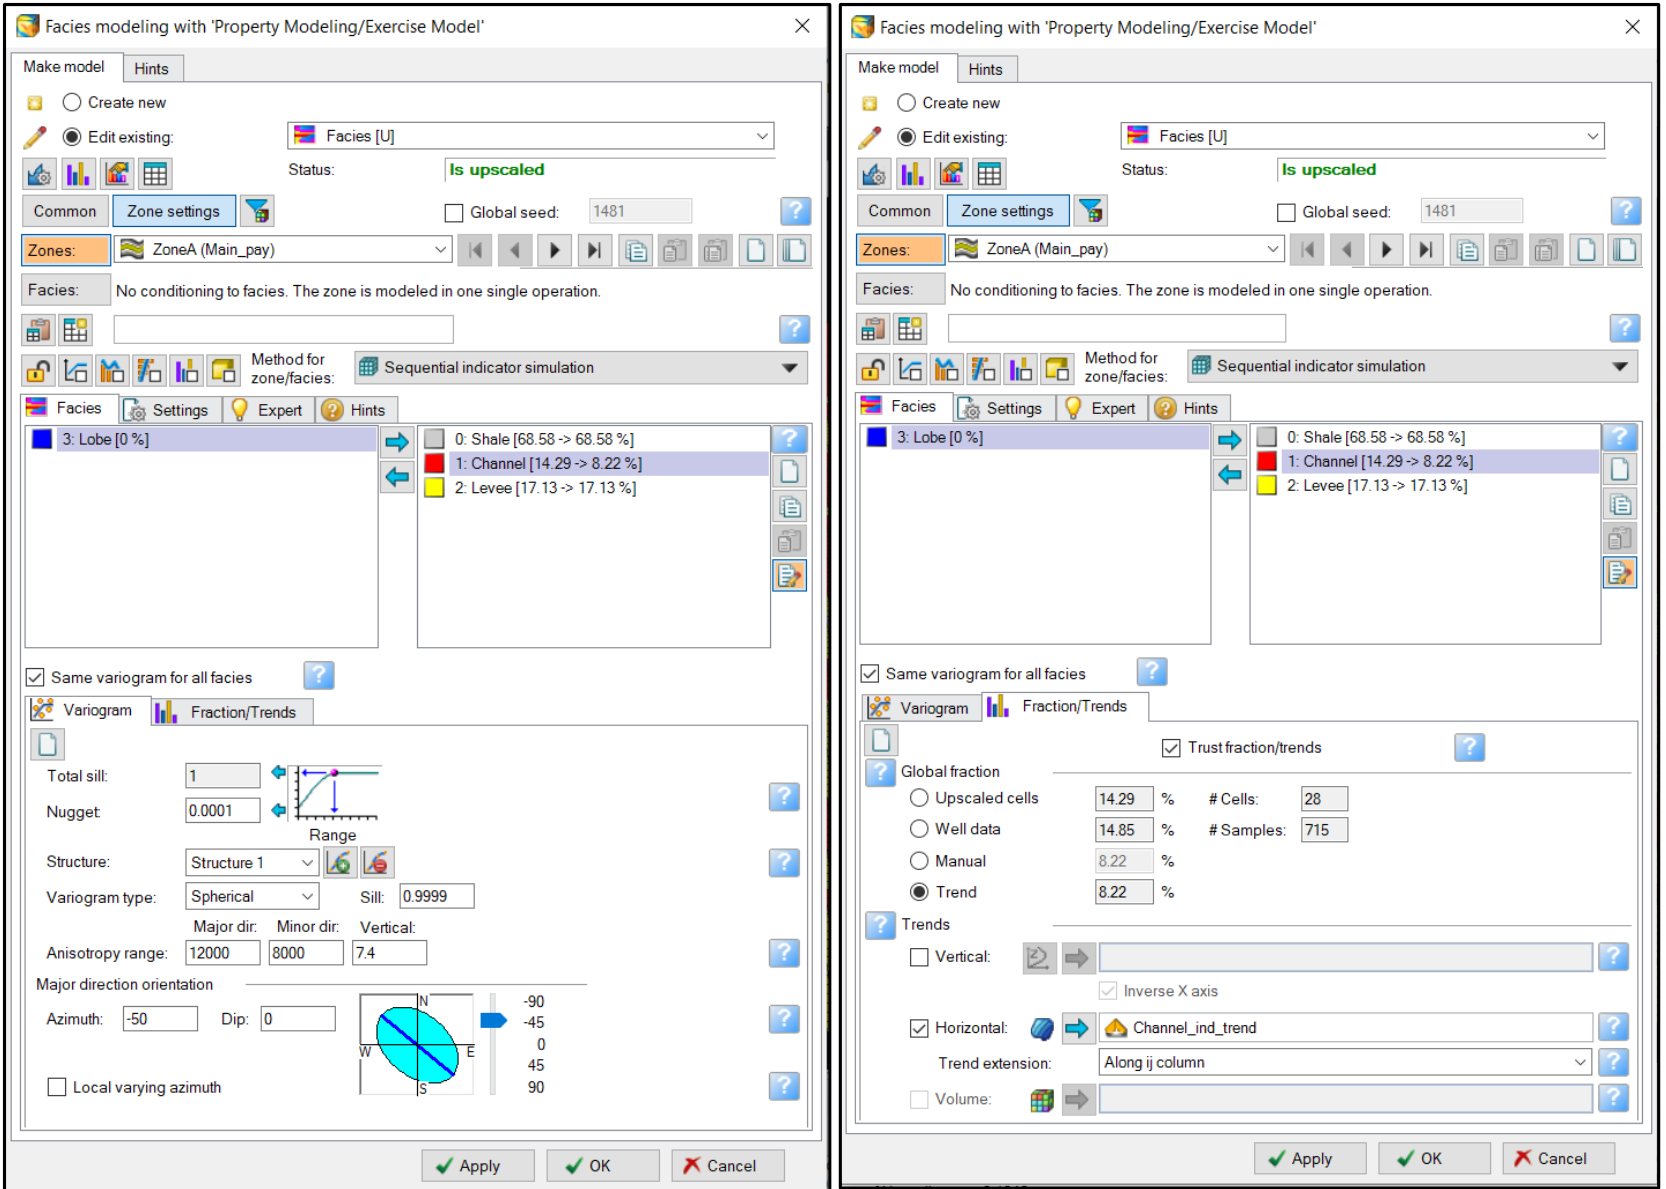 Facies modeling with 'Property Modeling/Exercise Model'
Make model Hints
Create new
Edit existing: Facies [U]
Status: Is upscaled
Common Zone settings Global seed: 1481
Zones: ZoneA (Main_pay)
Facies: No conditioning to facies. The zone is modeled in one single operation.
Method for zone/facies: Sequential indicator simulation
Facies Settings Expert Hints
3: Lobe [0 %]
0: Shale [68.58 -> 68.58 %]
1: Channel [14.29 -> 8.22 %]
2: Levee [17.13 -> 17.13 %]
Same variogram for all facies
Variogram Fraction/Trends
Total sill: 1
Nugget: 0.0001
Range
Structure: Structure 1
Variogram type: Spherical Sill: 0.9999
Major dir: Minor dir: Vertical:
Anisotropy range: 12000 8000 7.4
Major direction orientation
Azimuth: -50 Dip: 0
N
W E
S
-90
-45
0
45
90
Local varying azimuth
Apply OK Cancel
Facies modeling with 'Property Modeling/Exercise Model'
Make model Hints
Create new
Edit existing: Facies [U]
Status: Is upscaled
Common Zone settings Global seed: 1481
Zones: ZoneA (Main_pay)
Facies: No conditioning to facies. The zone is modeled in one single operation.
Method for zone/facies: Sequential indicator simulation
Facies Settings Expert Hints
3: Lobe [0 %]
0: Shale [68.58 -> 68.58 %]
1: Channel [14.29 -> 8.22 %]
2: Levee [17.13 -> 17.13 %]
Same variogram for all facies
Variogram Fraction/Trends
Trust fraction/trends
Global fraction
Upscaled cells 14.29 % # Cells: 28
Well data 14.85 % # Samples: 715
Manual 8.22 %
Trend 8.22 %
Trends
Vertical:
Inverse X axis
Horizontal: Channel_ind_trend
Trend extension: Along ij column
Volume:
Apply OK Cancel